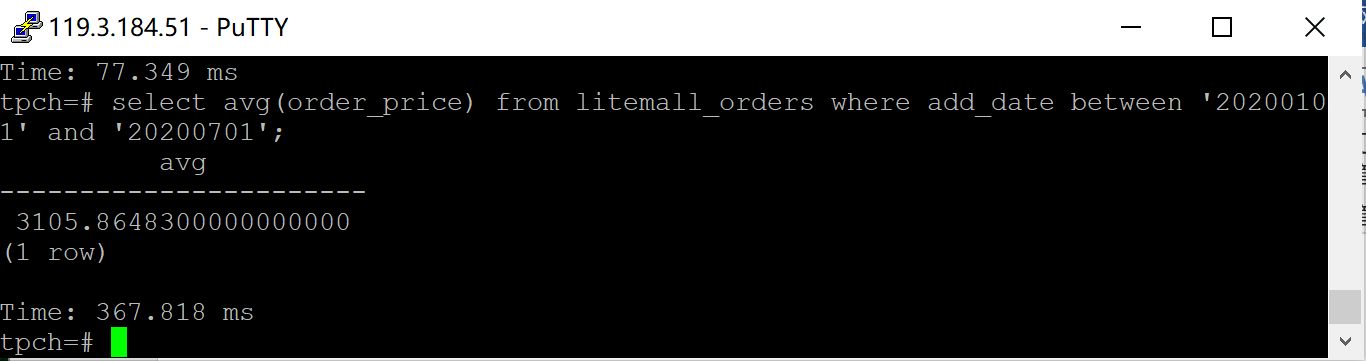 119.3.184.51 - PuTTY
Time: 77.349 ms
tpch=# select avg(order_price) from litemall_orders where add_date between '2020010
1' and '20200701';
avg
-----------------------
3105.8648300000000000
(1 row)
Time: 367.818 ms
tpch=#